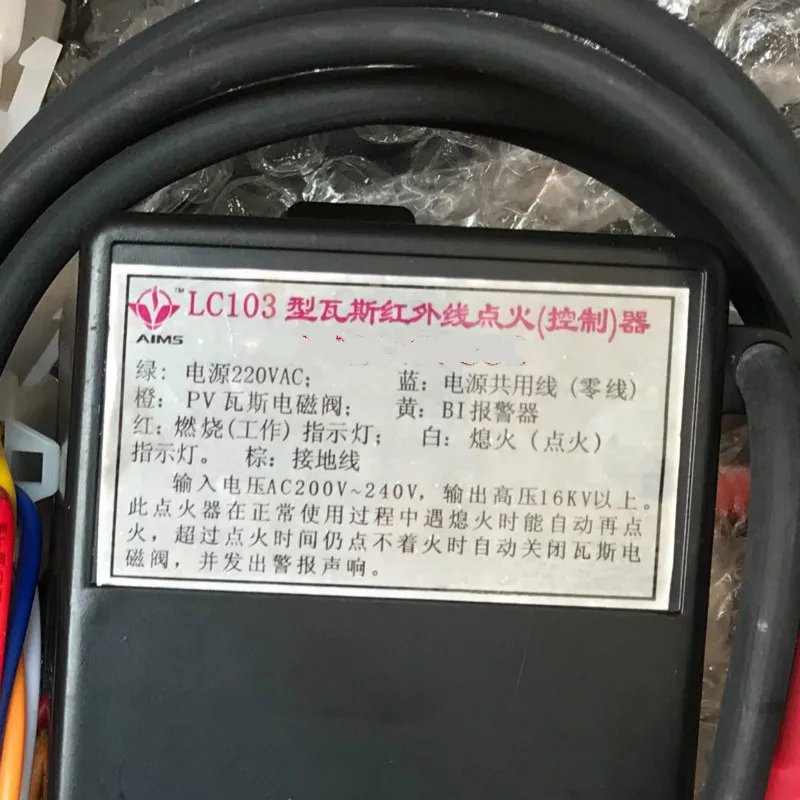 LC103 型瓦斯红外线点火(控制)器
TM
AIMS
绿: 电源220VAC; 蓝: 电源共用线 (零线)
橙: PV 瓦斯电磁阀; 黄: BI报警器
红: 燃烧(工作) 指示灯; 白: 熄火 (点火)
指示灯。 棕: 接地线
输入电压AC200V~240V, 输出高压16KV以上。
此点火器在正常使用过程中遇熄火时能自动再点
火, 超过点火时间仍点不着火时自动关闭瓦斯电
磁阀, 并发出警报声响。